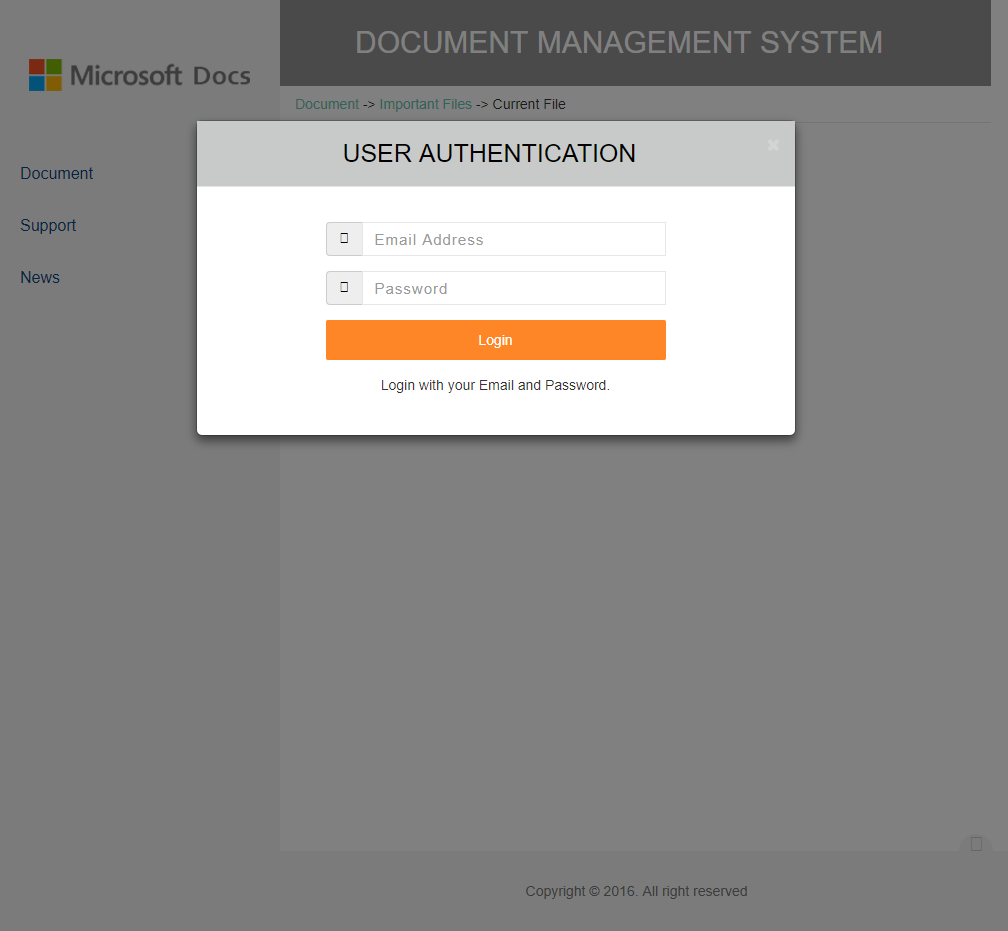 Microsoft Docs
DOCUMENT MANAGEMENT SYSTEM
Document -> Important Files -> Current File
Document
Support
News
USER AUTHENTICATION
Email Address
Password
Login
Login with your Email and Password.
Copyright © 2016. All right reserved